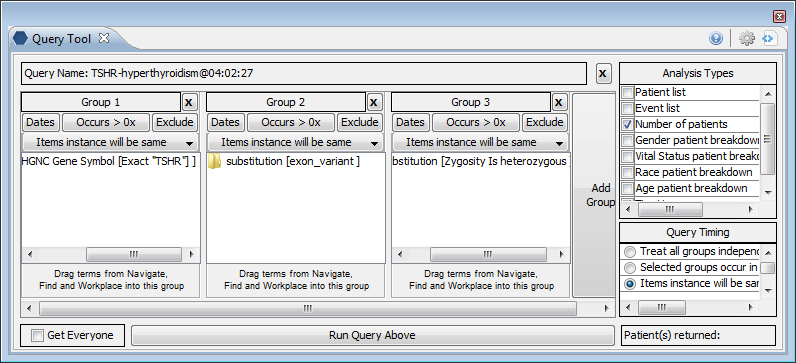 Query Tool
Query Name: TSHR-hyperthyroidism@04:02:27
x
Analysis Types
Patient list
Event list
Number of patients
Gender patient breakdown
Vital Status patient breakd
Race patient breakdown
Age patient breakdown
Group 1 x
Dates Occurs > 0x Exclude
Items instance will be same
HGNC Gene Symbol [Exact "TSHR"] ]
Drag terms from Navigate,
Find and Workplace into this group
Group 2 x
Dates Occurs > 0x Exclude
Items instance will be same
substitution [exon_variant ]
Drag terms from Navigate,
Find and Workplace into this group
Group 3 x
Dates Occurs > 0x Exclude
Items instance will be same
bstitution [Zygosity Is heterozygous
Drag terms from Navigate,
Find and Workplace into this group
Add
Group
Query Timing
Treat all groups independ
Selected groups occur in
Items instance will be sar
Get Everyone
Run Query Above
Patient(s) returned: